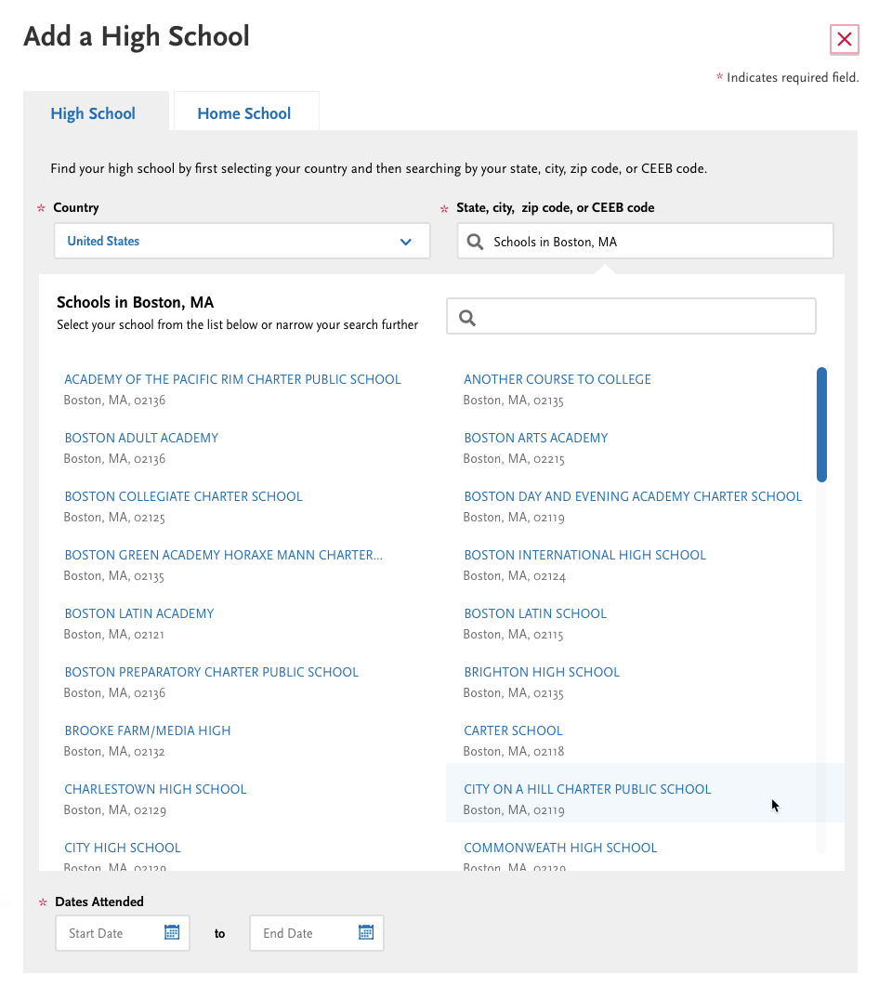 Add a High School
* Indicates required field.
High School
Home School
Find your high school by first selecting your country and then searching by your state, city, zip code, or CEEB code.
* Country
* State, city, zip code, or CEEB code
United States
Schools in Boston, MA
Schools in Boston, MA
Select your school from the list below or narrow your search further
ACADEMY OF THE PACIFIC RIM CHARTER PUBLIC SCHOOL
Boston, MA, 02136
ANOTHER COURSE TO COLLEGE
Boston, MA, 02135
BOSTON ADULT ACADEMY
Boston, MA, 02136
BOSTON ARTS ACADEMY
Boston, MA, 02215
BOSTON COLLEGIATE CHARTER SCHOOL
Boston, MA, 02125
BOSTON DAY AND EVENING ACADEMY CHARTER SCHOOL
Boston, MA, 02119
BOSTON GREEN ACADEMY HORAXE MANN CHARTER...
Boston, MA, 02135
BOSTON INTERNATIONAL HIGH SCHOOL
Boston, MA, 02124
BOSTON LATIN ACADEMY
Boston, MA, 02121
BOSTON LATIN SCHOOL
Boston, MA, 02115
BOSTON PREPARATORY CHARTER PUBLIC SCHOOL
Boston, MA, 02136
BRIGHTON HIGH SCHOOL
Boston, MA, 02135
BROOKE FARM/MEDIA HIGH
Boston, MA, 02132
CARTER SCHOOL
Boston, MA, 02118
CHARLESTOWN HIGH SCHOOL
Boston, MA, 02129
CITY ON A HILL CHARTER PUBLIC SCHOOL
Boston, MA, 02119
CITY HIGH SCHOOL
Boston, MA, 02129
COMMONWEATH HIGH SCHOOL
Boston, MA, 02129
* Dates Attended
Start Date
to
End Date